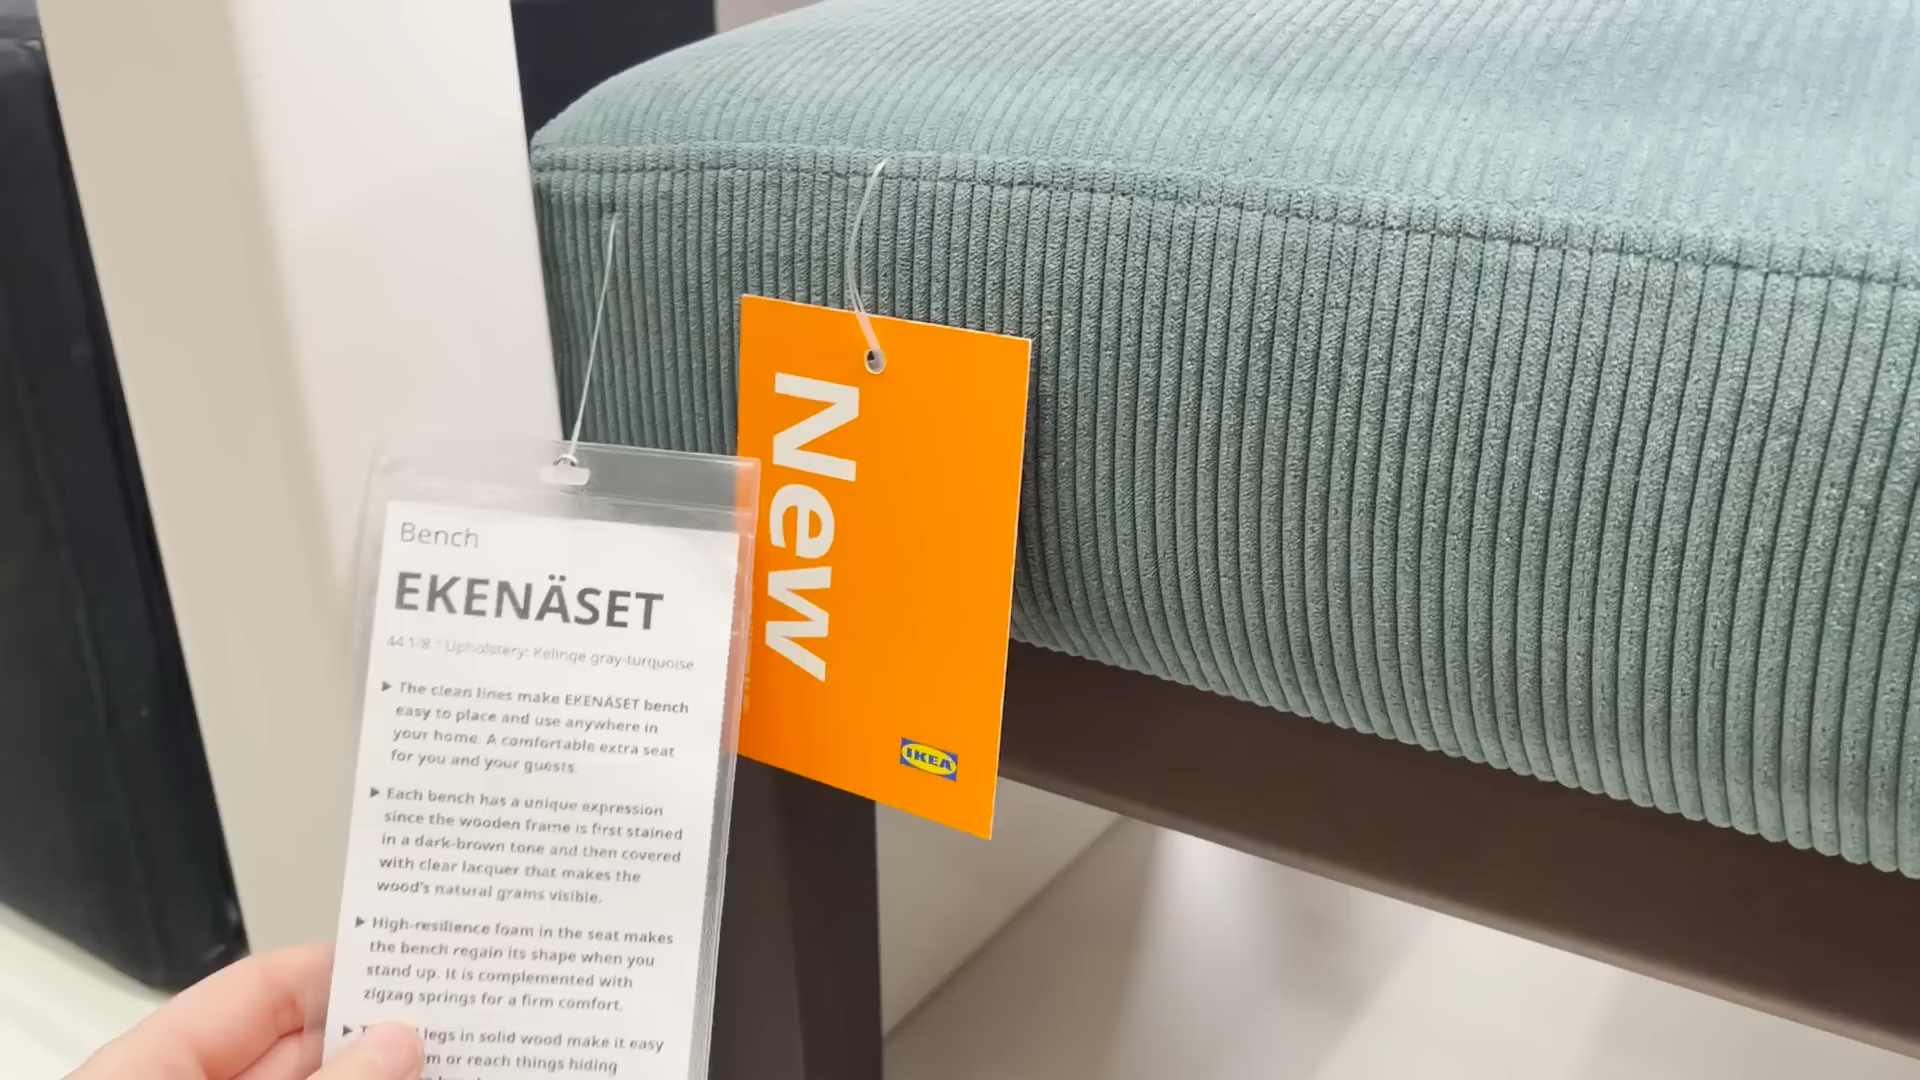 Bench
EKENÄSET
44 1/8 " Upholstery: Kelinge gray-turquoise
▶ The clean lines make EKENÄSET bench
easy to place and use anywhere in
your home. A comfortable extra seat
for you and your guests.
▶ Each bench has a unique expression
since the wooden frame is first stained
in a dark-brown tone and then covered
with clear lacquer that makes the
wood's natural grains visible.
▶ High-resilience foam in the seat makes
the bench regain its shape when you
stand up. It is complemented with
zigzag springs for a firm comfort.
▶ legs in solid wood make it easy
or reach things hiding
New
IKEA